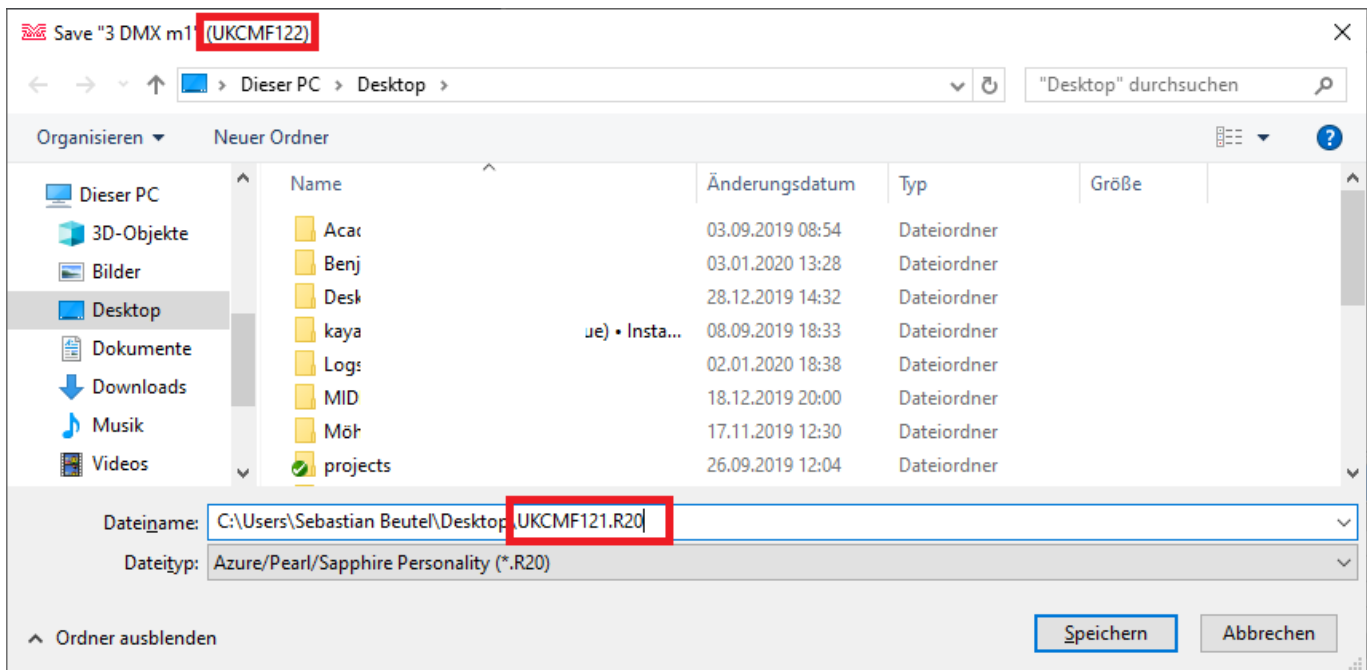 Save "3 DMX m1" (UKCMF122)
Dieser PC > Desktop >
"Desktop" durchsuchen
Organisieren
Neuer Ordner
Dieser PC
3D-Objekte
Bilder
Desktop
Dokumente
Downloads
Musik
Videos
Name Änderungsdatum Typ Größe
03.09.2019 08:54 Dateiordner
Benj 03.01.2020 13:28 Dateiordner
Desk 28.12.2019 14:32 Dateiordner
kaya ue) • Insta... 08.09.2019 18:33 Dateiordner
Logs 02.01.2020 18:38 Dateiordner
MID 18.12.2019 20:00 Dateiordner
Möh 17.11.2019 12:30 Dateiordner
projects 26.09.2019 12:04 Dateiordner
Dateiname: C:\Users\Sebastian Beutel\Desktop\UKCMF121.R20
Dateityp: Azure/Pearl/Sapphire Personality (*.R20)
Ordner ausblenden
Speichern
Abbrechen